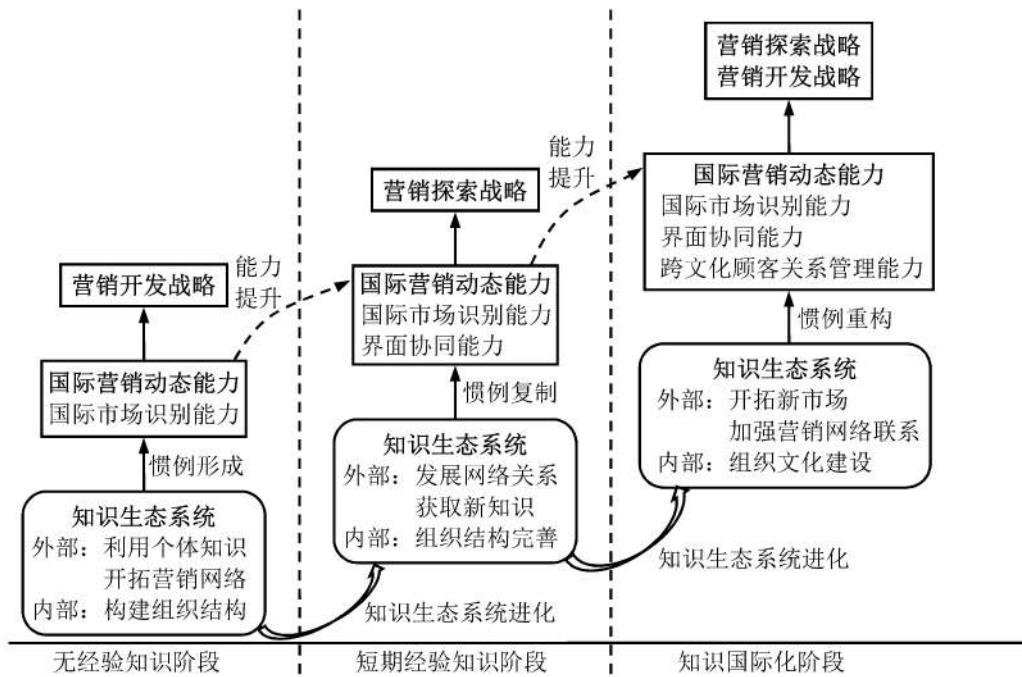 营销开发战略
能力
提升
国际营销动态能力
国际市场识别能力
惯例形成
知识生态系统
外部：利用个体知识
开拓营销网络
内部：构建组织结构
无经验知识阶段
营销探索战略
能力
提升
国际营销动态能力
国际市场识别能力
界面协同能力
惯例复制
知识生态系统
外部：发展网络关系
获取新知识
内部：组织结构完善
知识生态系统进化
短期经验知识阶段
营销探索战略
营销开发战略
国际营销动态能力
国际市场识别能力
界面协同能力
跨文化顾客关系管理能力
惯例重构
知识生态系统
外部：开拓新市场
加强营销网络联系
内部：组织文化建设
知识生态系统进化
知识国际化阶段